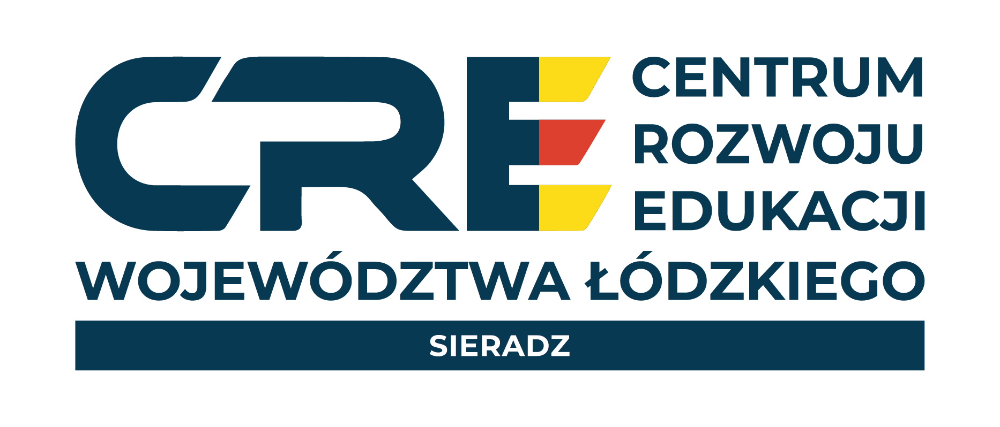 CRE
CENTRUM
ROZWOJU
EDUKACJI
WOJEWÓDZTWA ŁÓDZKIEGO
SIERADZ